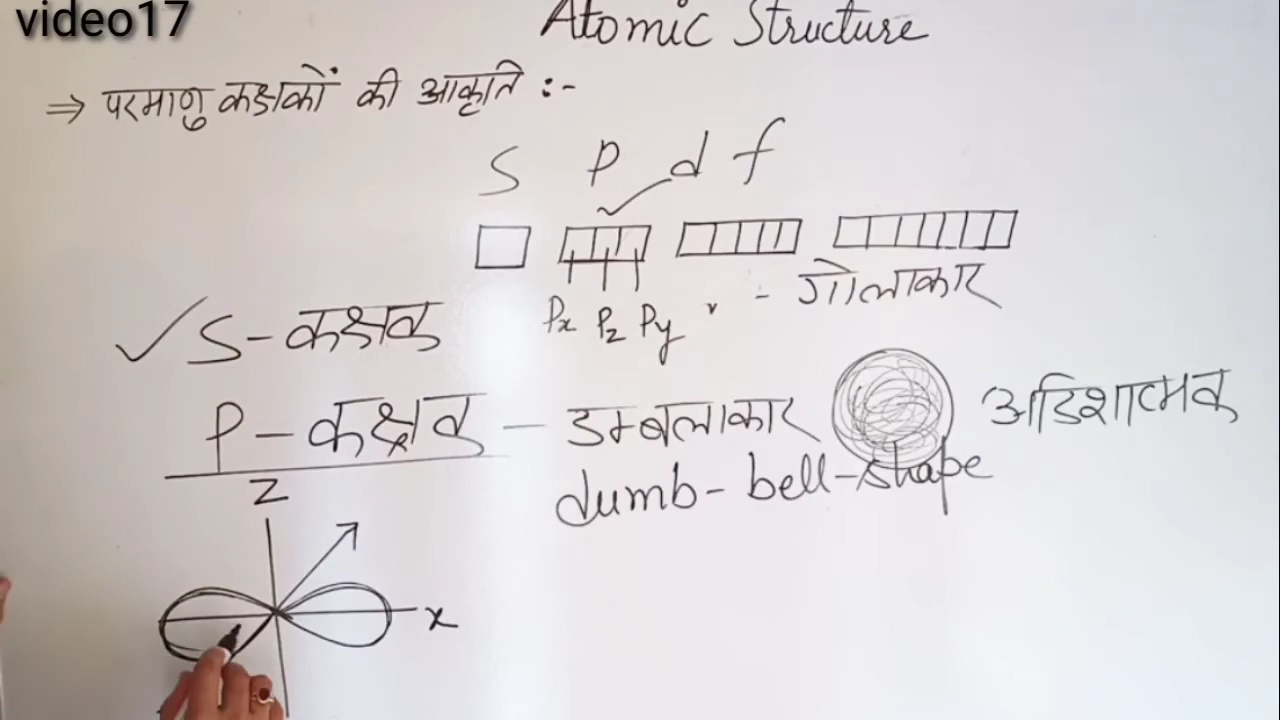 video17
Atomic Structure
⇒ परमाणु कक्षकों की आकृति :-
S P d f
Px Pz Py
✓ S-कक्षक - गोलाकार
P-कक्षक - डम्बलाकार अदिशात्मक
dumb-bell-shape
Z
x